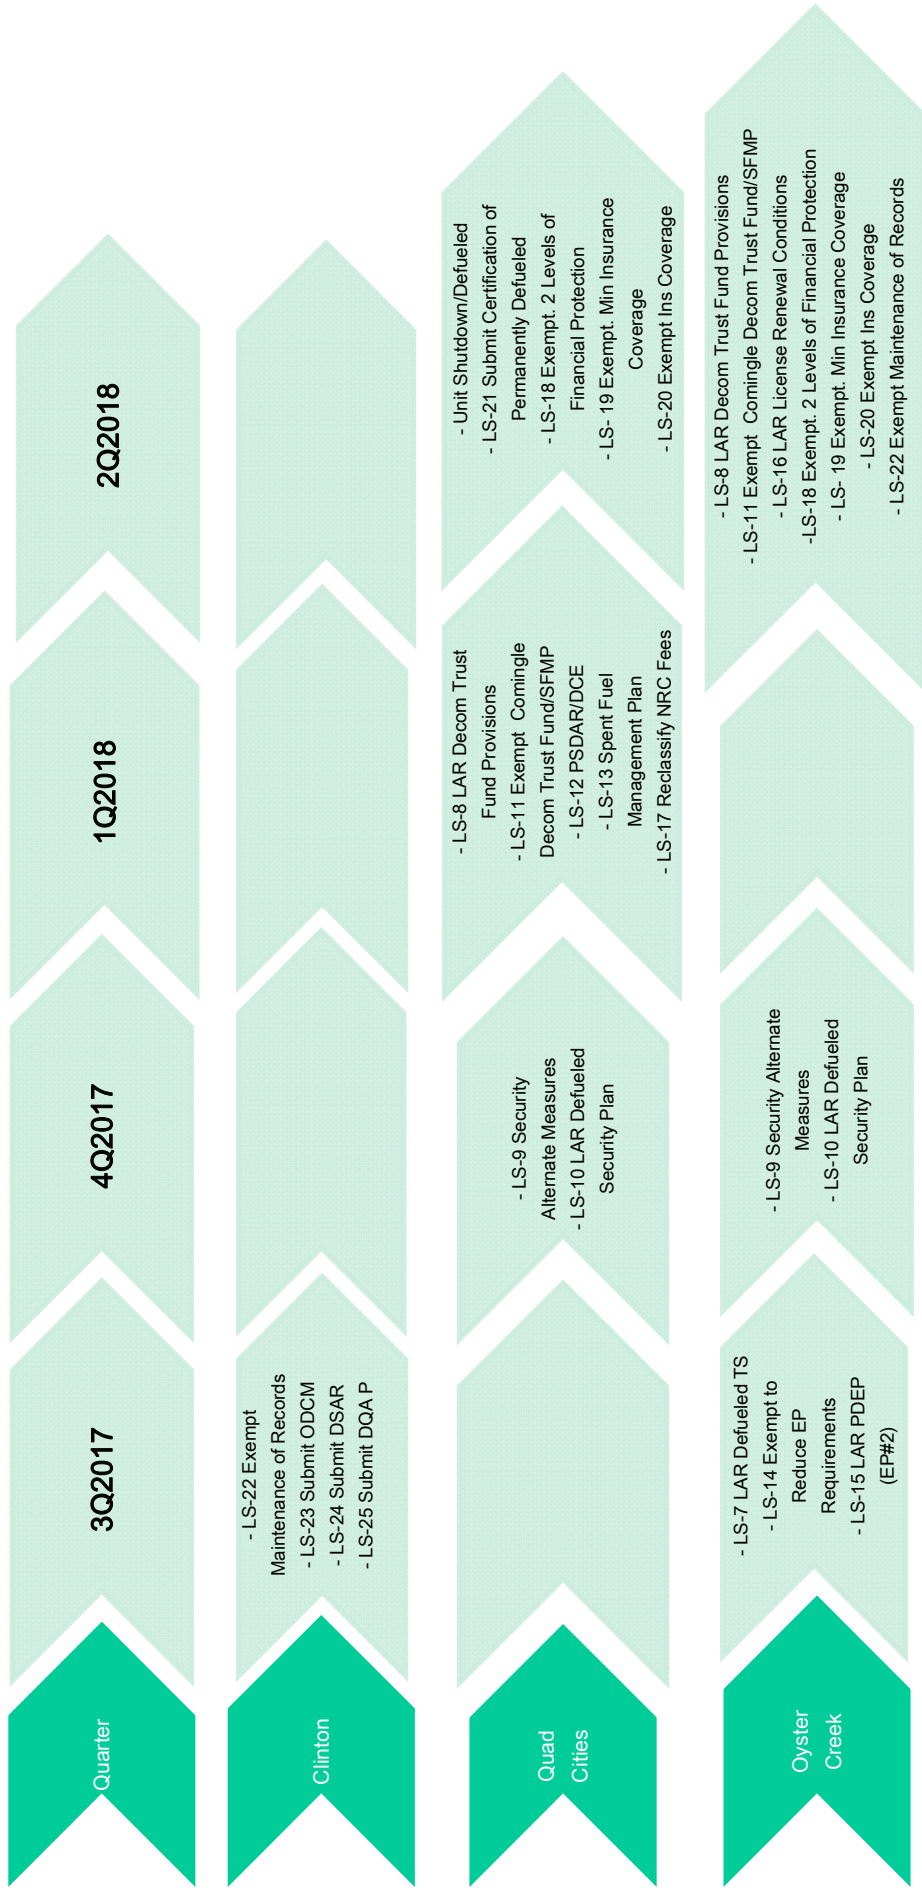 Quarter
3Q2017
4Q2017
1Q2018
2Q2018
Clinton
- LS-22 Exempt
Maintenance of Records
- LS-23 Submit ODCM
- LS-24 Submit DSAR
- LS-25 Submit DQA P
Quad
Cities
- LS-9 Security
Alternate Measures
- LS-10 LAR Defueled
Security Plan
- LS-8 LAR Decom Trust
Fund Provisions
- LS-11 Exempt Comingle
Decom Trust Fund/SFMP
- LS-12 PSDAR/DCE
- LS-13 Spent Fuel
Management Plan
- LS-17 Reclassify NRC Fees
- Unit Shutdown/Defueled
- LS-21 Submit Certification of
Permanently Defueled
- LS-18 Exempt. 2 Levels of
Financial Protection
- LS- 19 Exempt. Min Insurance
Coverage
- LS-20 Exempt Ins Coverage
Oyster
Creek
- LS-7 LAR Defueled TS
- LS-14 Exempt to
Reduce EP
Requirements
- LS-15 LAR PDEP
(EP#2)
- LS-9 Security Alternate
Measures
- LS-10 LAR Defueled
Security Plan
- LS-8 LAR Decom Trust Fund Provisions
- LS-11 Exempt Comingle Decom Trust Fund/SFMP
- LS-16 LAR License Renewal Conditions
-LS-18 Exempt. 2 Levels of Financial Protection
- LS- 19 Exempt. Min Insurance Coverage
- LS-20 Exempt Ins Coverage
- LS-22 Exempt Maintenance of Records